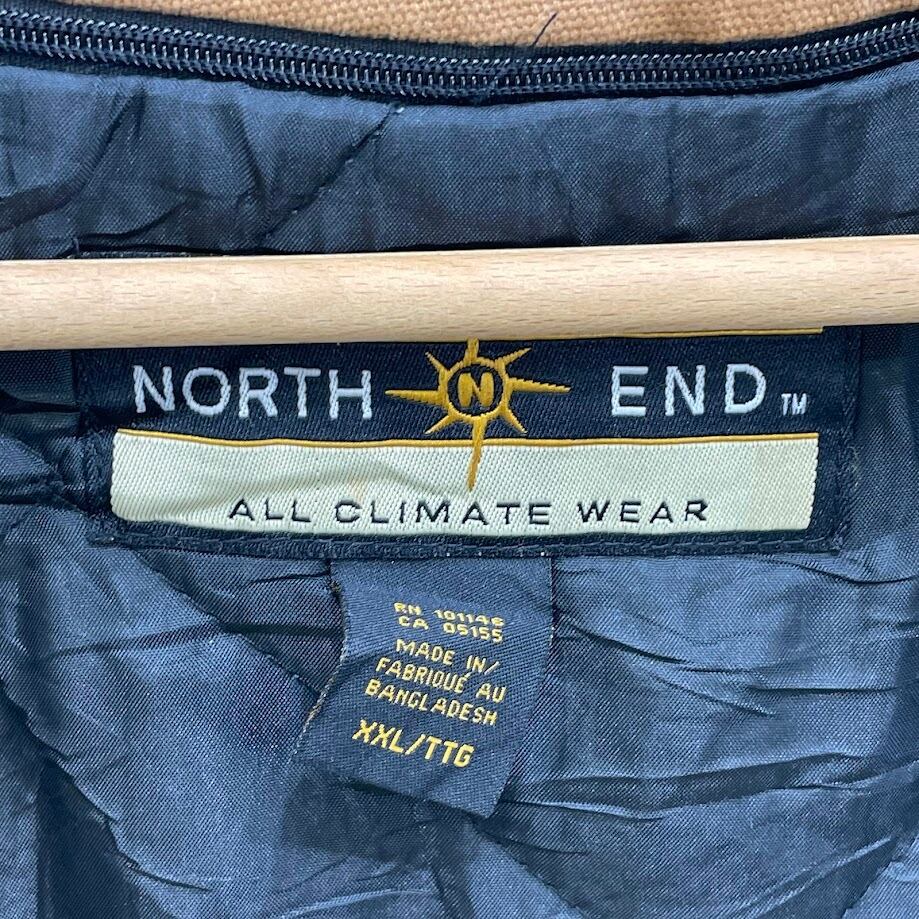 NORTH N END TM
ALL CLIMATE WEAR
RN 101146
CA 05155
MADE IN/
FABRIQUÉ AU
BANGLADESH
XXL/TTG